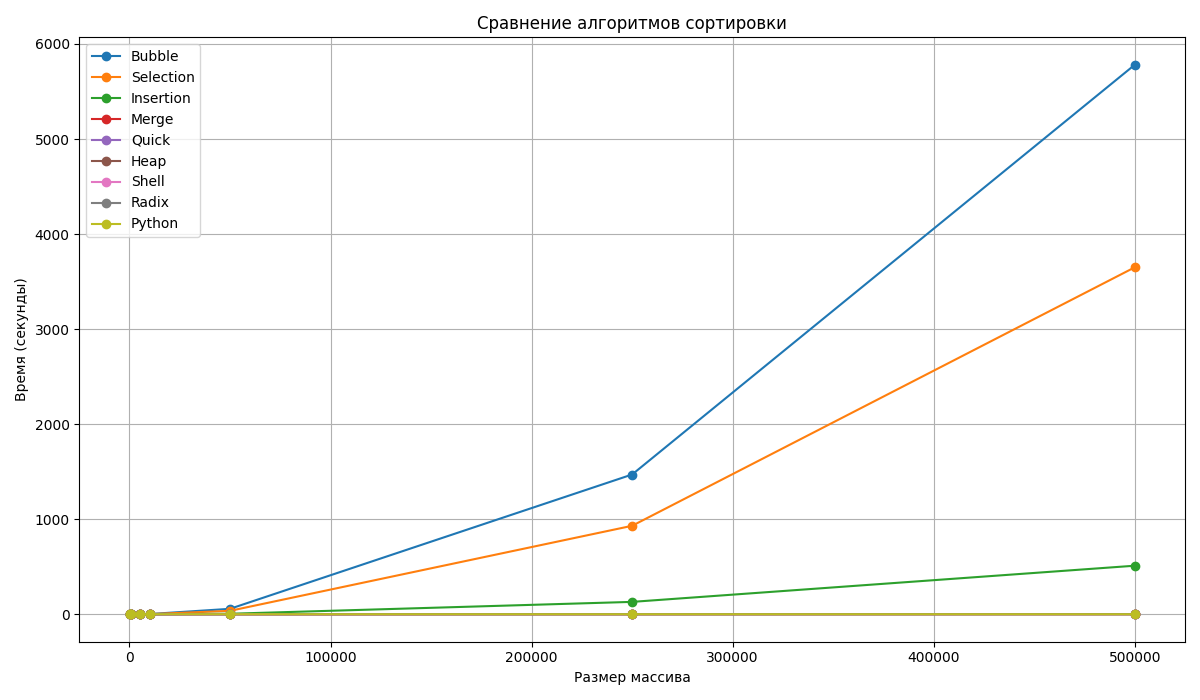 Сравнение алгоритмов сортировки
Bubble
Selection
Insertion
Merge
Quick
Heap
Shell
Radix
Python
6000
5000
4000
3000
2000
1000
0
Время (секунды)
0
100000
200000
300000
400000
500000
Размер массива